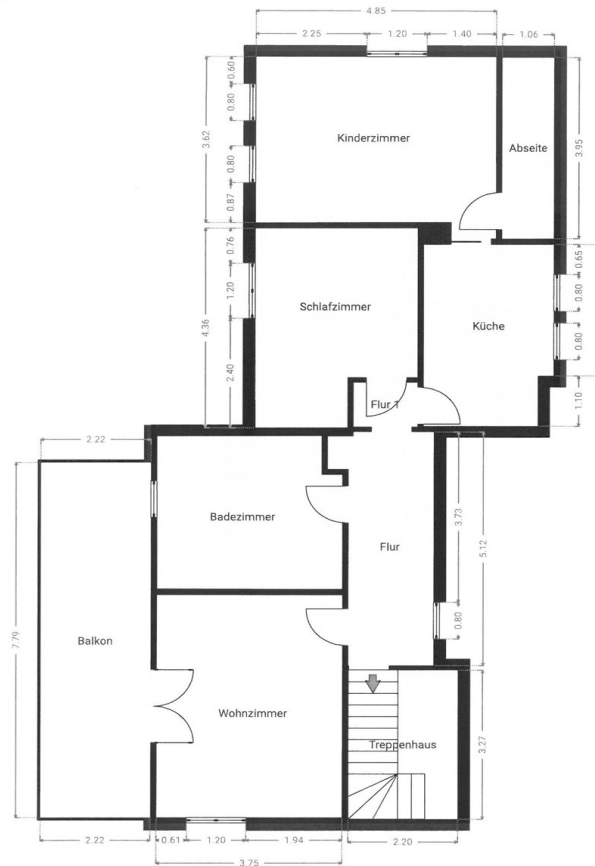 4.85
2.25 1.20 1.40 1.06
0.60
0.80
3.62
0.80
0.87
Kinderzimmer
Abseite
3.95
0.76
1.20
4.36
2.40
Schlafzimmer
Küche
0.65
0.80
0.80
1.10
Flur 1
2.22
Badezimmer
Flur
3.73
5.12
0.80
7.79
Balkon
Wohnzimmer
Treppenhaus
3.27
2.22 0.61 1.20 1.94 2.20
3.75